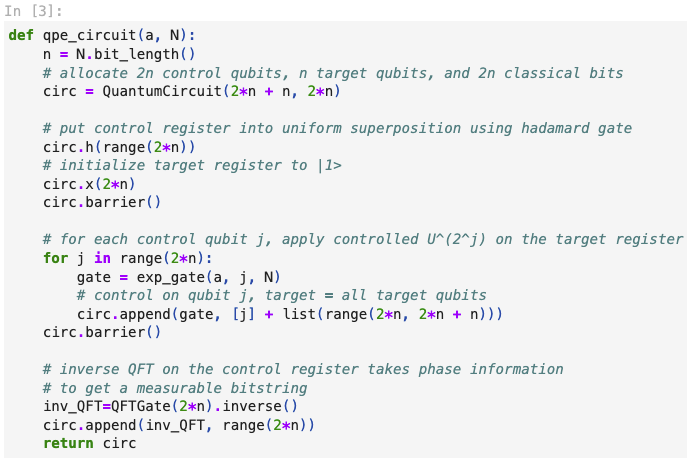 In [3]:
def qpe_circuit(a, N):
    n = N.bit_length()
    # allocate 2n control qubits, n target qubits, and 2n classical bits
    circ = QuantumCircuit(2*n + n, 2*n)

    # put control register into uniform superposition using hadamard gate
    circ.h(range(2*n))
    # initialize target register to |1>
    circ.x(2*n)
    circ.barrier()

    # for each control qubit j, apply controlled U^(2^j) on the target register
    for j in range(2*n):
        gate = exp_gate(a, j, N)
        # control on qubit j, target = all target qubits
        circ.append(gate, [j] + list(range(2*n, 2*n + n)))
    circ.barrier()

    # inverse QFT on the control register takes phase information
    # to get a measurable bitstring
    inv_QFT=QFTGate(2*n).inverse()
    circ.append(inv_QFT, range(2*n))
    return circ